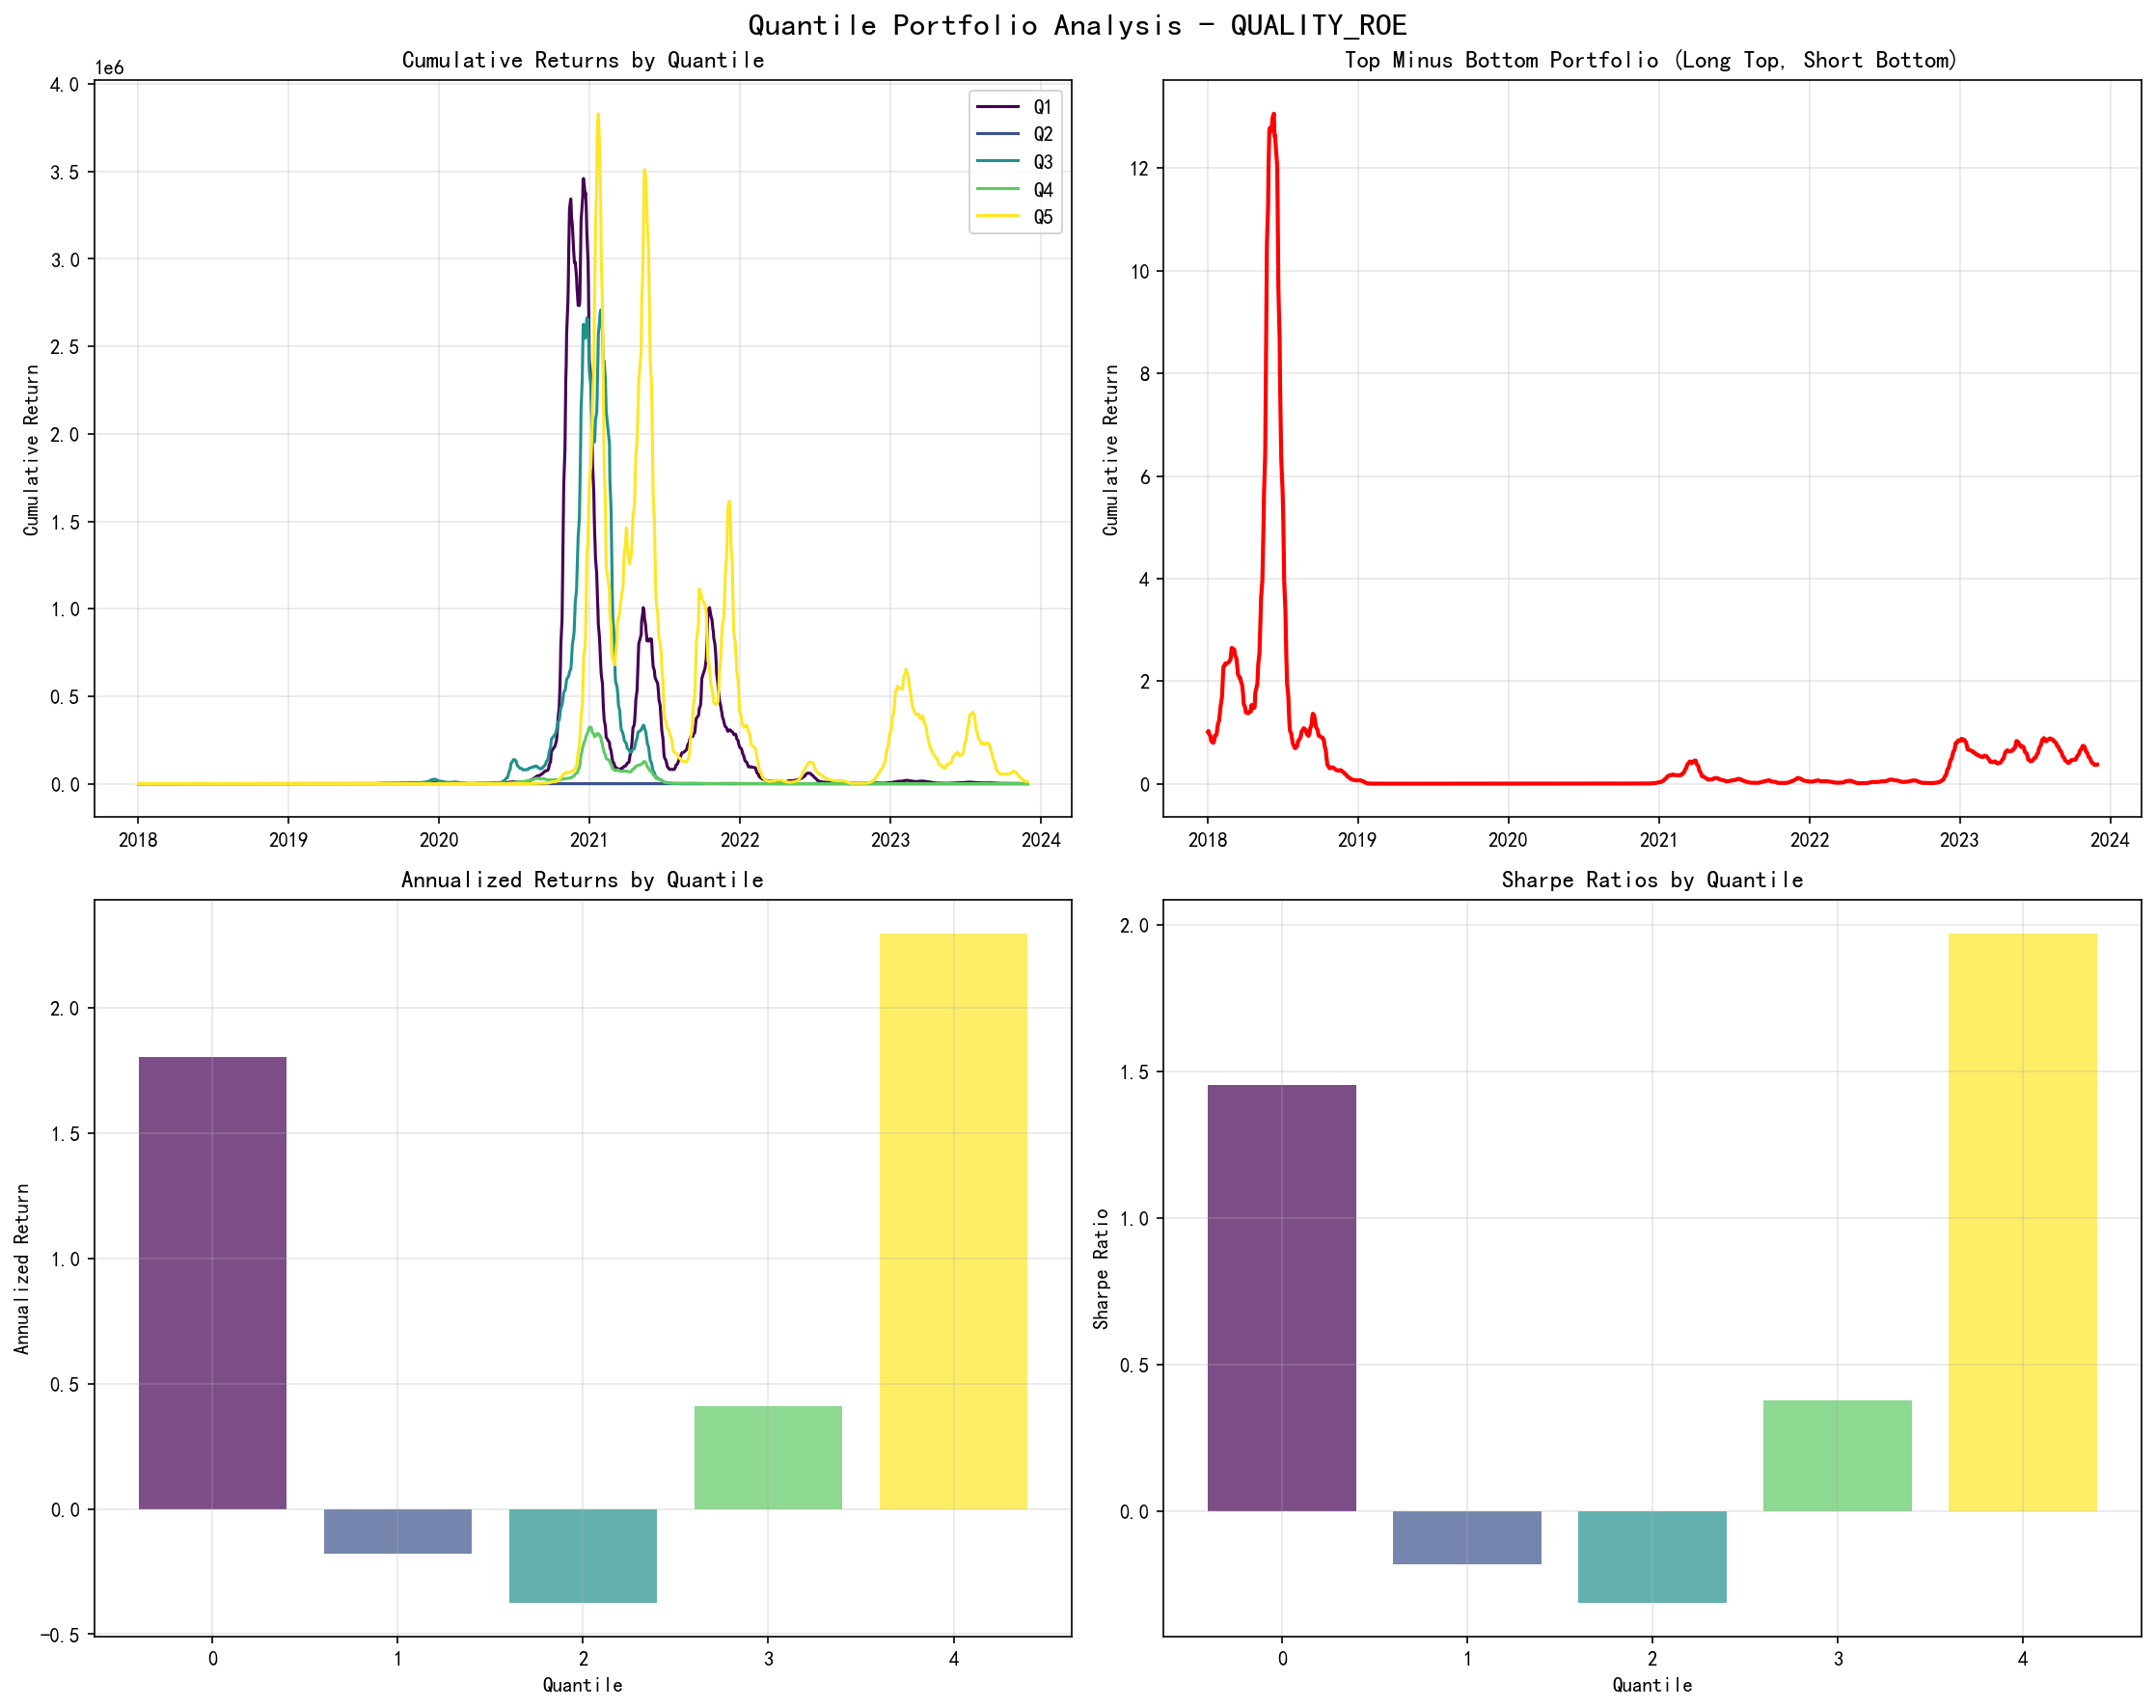 Quantile Portfolio Analysis - QUALITY_ROE
Cumulative Returns by Quantile
1e6
4.0
3.5
3.0
2.5
2.0
1.5
1.0
0.5
0.0
Cumulative Return
2018 2019 2020 2021 2022 2023 2024
Q1
Q2
Q3
Q4
Q5
Top Minus Bottom Portfolio (Long Top, Short Bottom)
12
10
8
6
4
2
0
Cumulative Return
2018 2019 2020 2021 2022 2023 2024
Annualized Returns by Quantile
2.0
1.5
1.0
0.5
0.0
-0.5
Annualized Return
0 1 2 3 4
Quantile
Sharpe Ratios by Quantile
2.0
1.5
1.0
0.5
0.0
Sharpe Ratio
0 1 2 3 4
Quantile